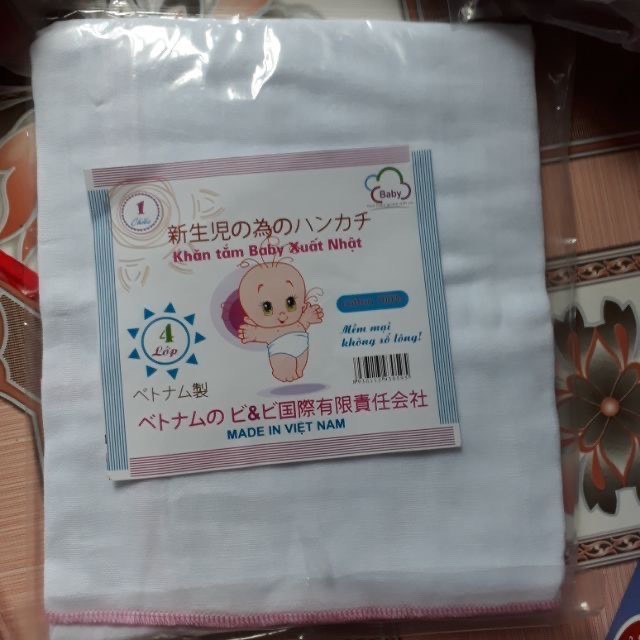 1
Chiếc
Baby
新生児の為のハンカチ
Khăn tắm Baby Xuất Nhật
4
Lớp
Mềm mại
không sổ lông!
ベトナム製
ベトナムの ビ&ビ国際有限責任会社
MADE IN VIỆT NAM